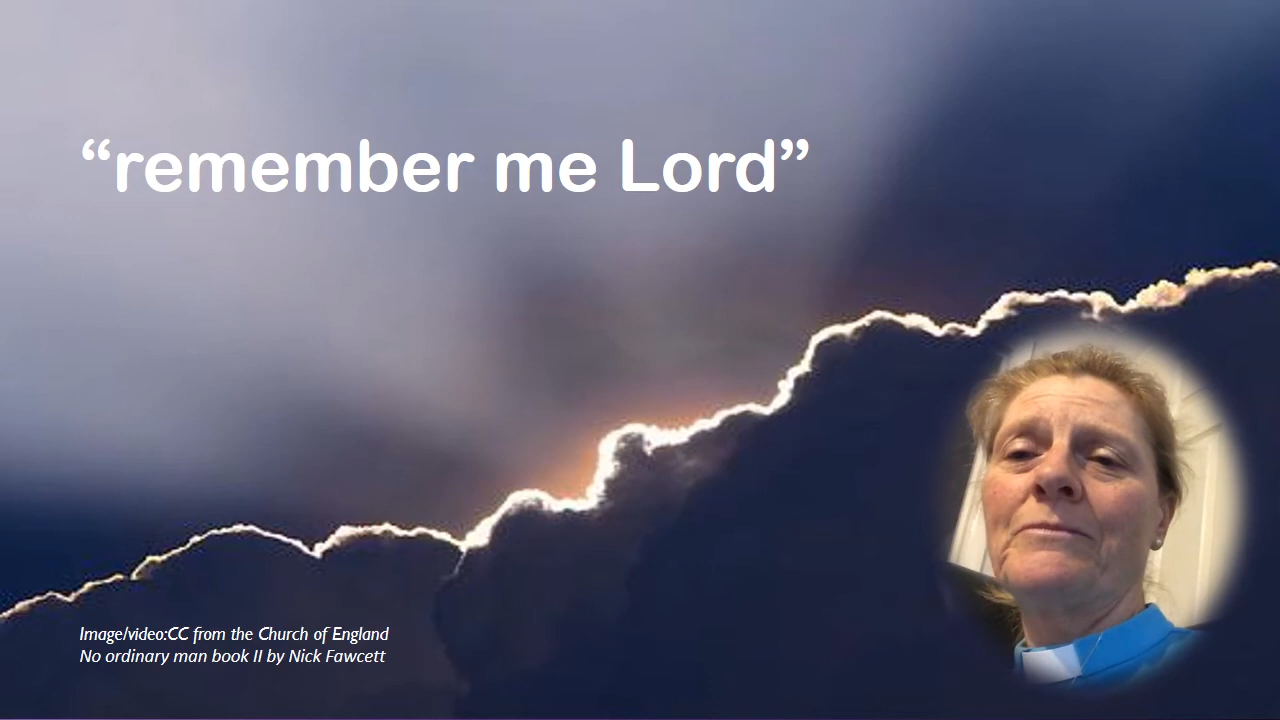 “remember me Lord”
Image/video:CC from the Church of England
No ordinary man book II by Nick Fawcett